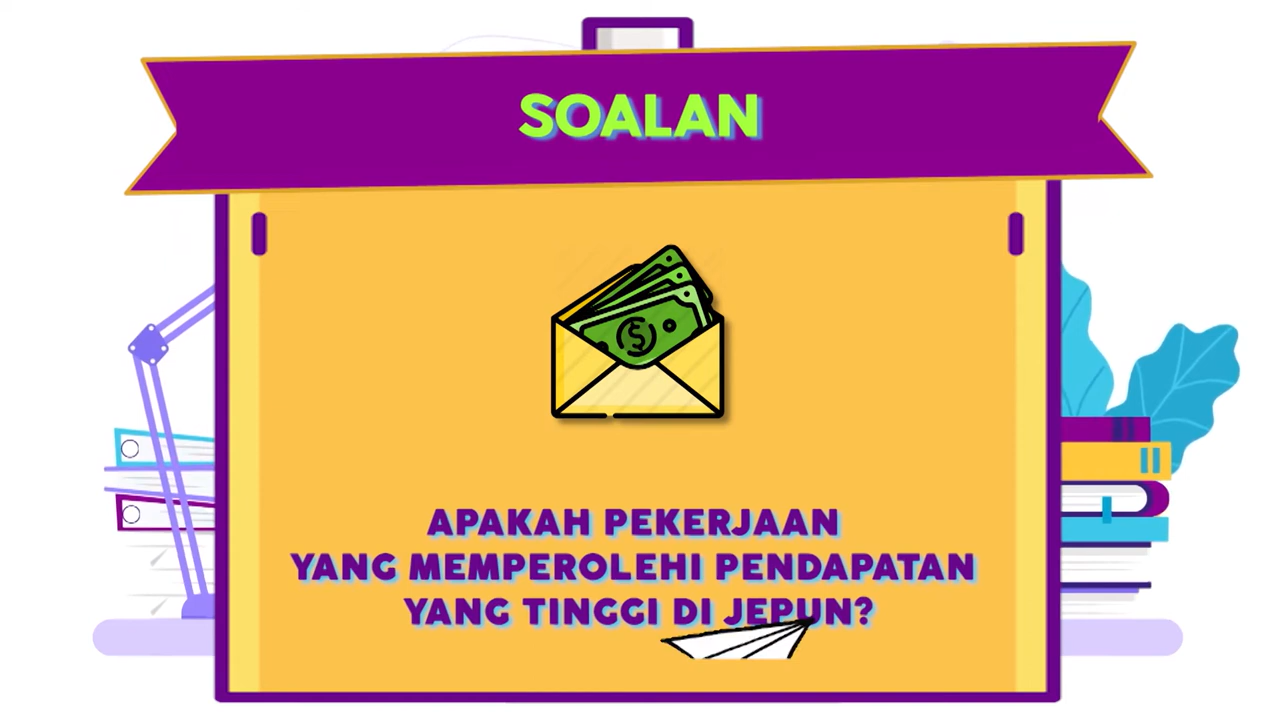 SOALAN
APAKAH PEKERJAAN
YANG MEMPEROLEHI PENDAPATAN
YANG TINGGI DI JEPUN?